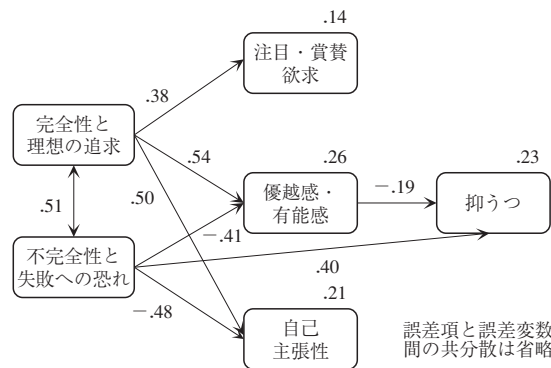 .14
注目・賞賛
欲求
.38
完全性と
理想の追求
.54
.26
.23
.51
.50
優越感・
有能感
−.19
抑うつ
−.41
不完全性と
失敗への恐れ
.40
−.48
.21
自己
主張性
誤差項と誤差変数
間の共分散は省略